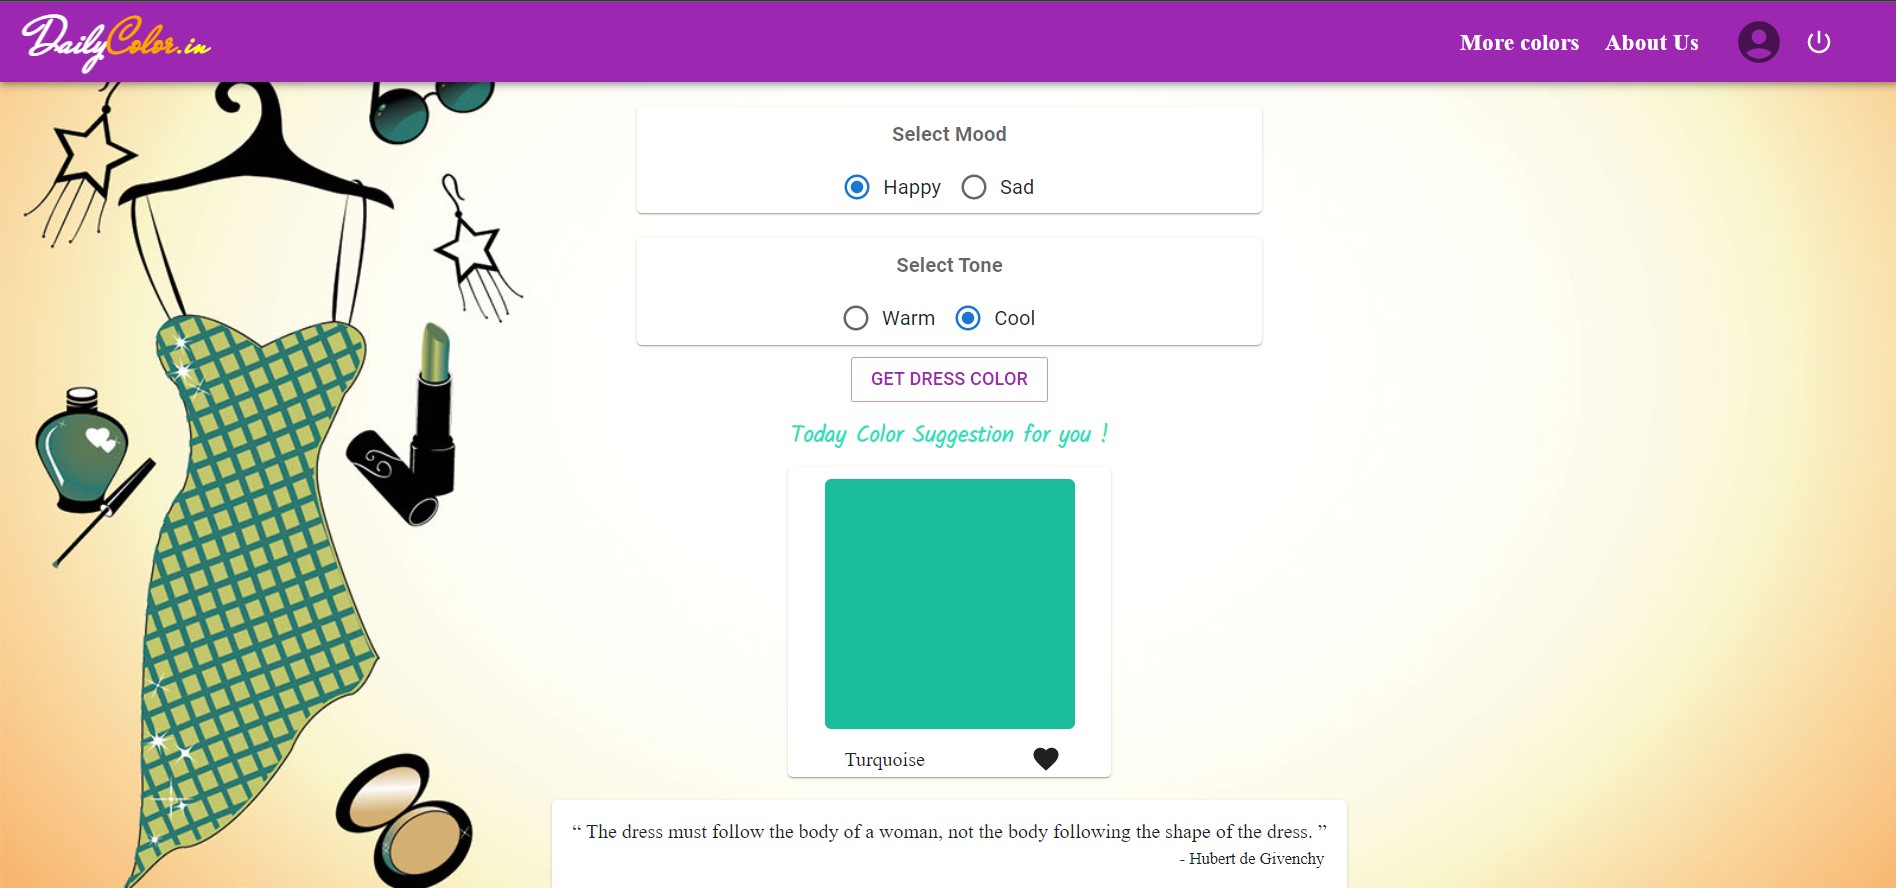 DailyColor.in
More colors About Us
Select Mood
Happy Sad
Select Tone
Warm Cool
GET DRESS COLOR
Today Color Suggestion for you !
Turquoise
“ The dress must follow the body of a woman, not the body following the shape of the dress. ”
- Hubert de Givenchy